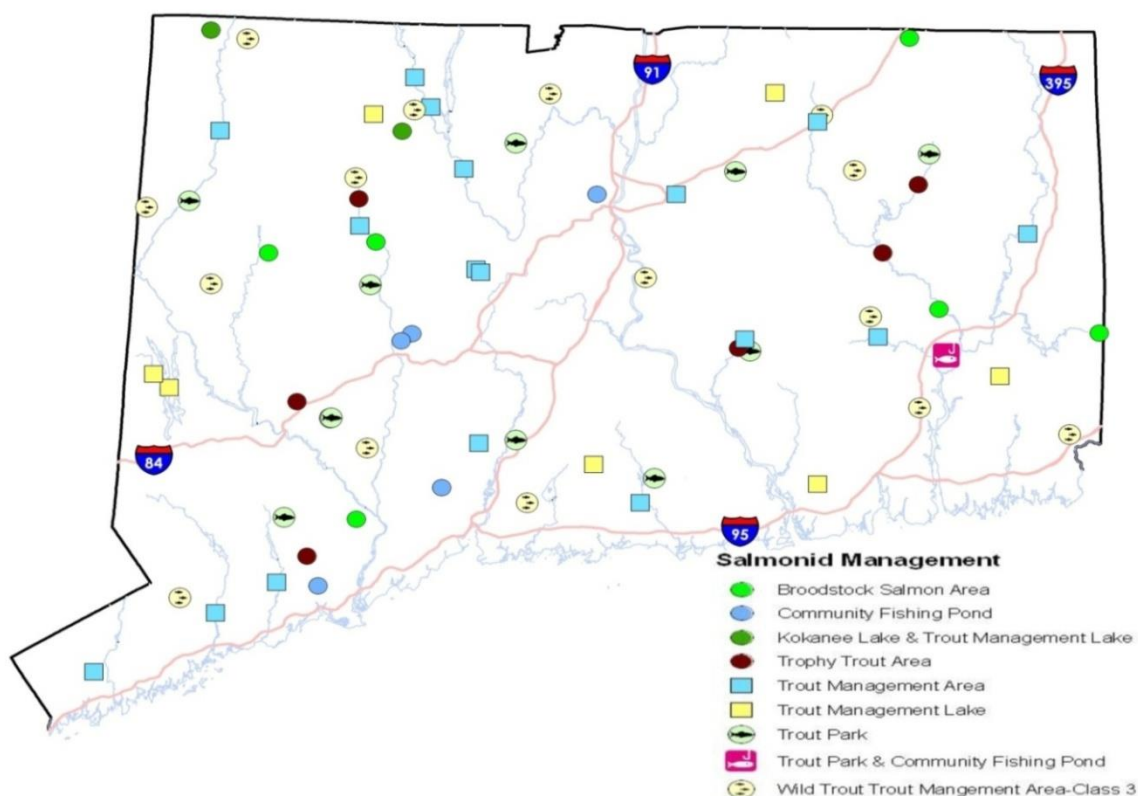 91
395
84
95
Salmonid Management
Broodstock Salmon Area
Community Fishing Pond
Kokanee Lake & Trout Management Lake
Trophy Trout Area
Trout Management Area
Trout Management Lake
Trout Park
Trout Park & Community Fishing Pond
Wild Trout Trout Mangement Area-Class 3